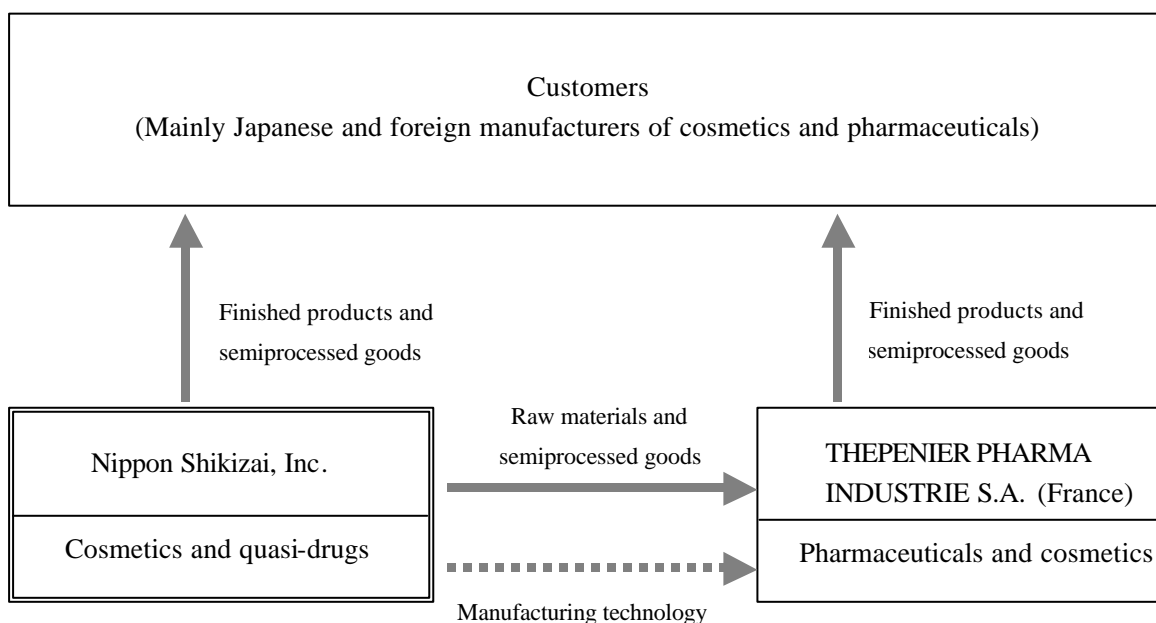 Customers
(Mainly Japanese and foreign manufacturers of cosmetics and pharmaceuticals)
Finished products and
semiprocessed goods
Finished products and
semiprocessed goods
Raw materials and
semiprocessed goods
Nippon Shikizai, Inc.
Cosmetics and quasi-drugs
THEPENIER PHARMA
INDUSTRIE S.A. (France)
Pharmaceuticals and cosmetics
Manufacturing technology